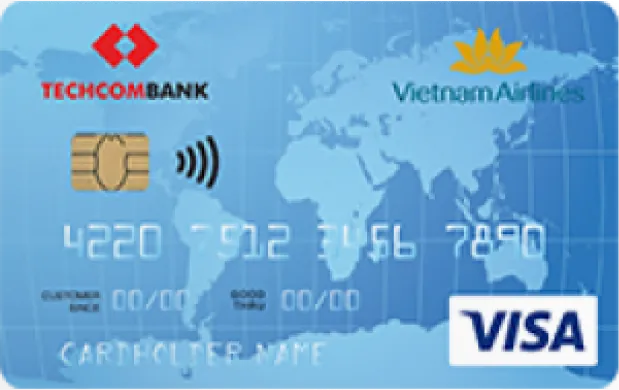 TECHCOMBANK
Vietnam Airlines
4220 7512 3456 7890
CUSTOMER SINCE 00/00 GOOD THRU 00/00
CARDHOLDER NAME
VISA